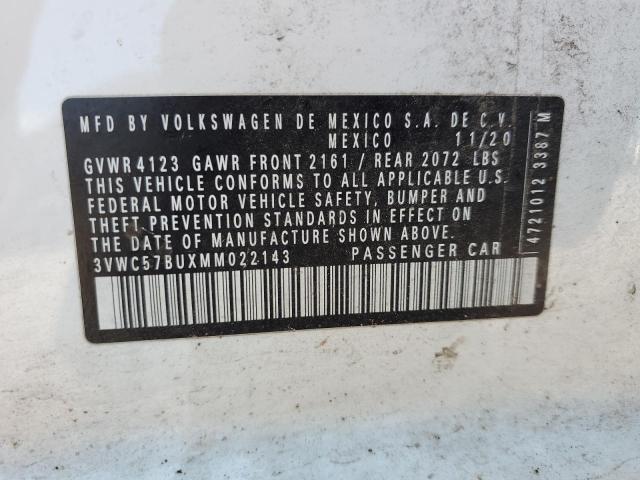 MFD BY VOLKSWAGEN DE MEXICO S.A. DE C.V.
MEXICO 11/20
GVWR 4123 GAWR FRONT 2161 / REAR 2072 LBS
THIS VEHICLE CONFORMS TO ALL APPLICABLE U.S.
FEDERAL MOTOR VEHICLE SAFETY, BUMPER AND
THEFT PREVENTION STANDARDS IN EFFECT ON
THE DATE OF MANUFACTURE SHOWN ABOVE.
3VWC57BUXMM022143 PASSENGER CAR
4721012 3387 M